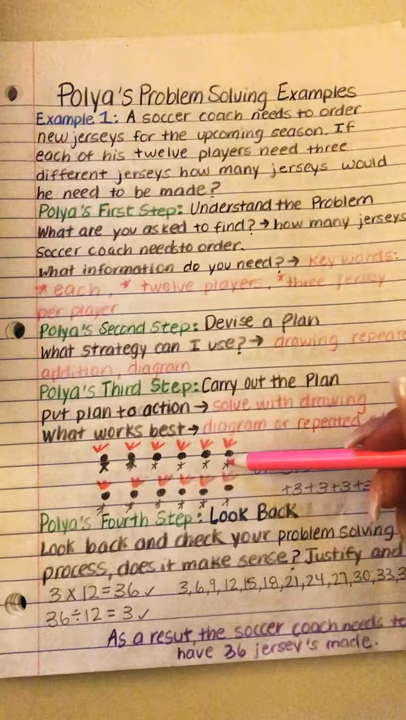 Polya's Problem Solving Examples
Example 1: A soccer coach needs to order
new jerseys for the upcoming season. If
each of his twelve players need three
different jerseys how many jerseys would
he need to be made?
Polya's First Step: Understand the Problem
What are you asked to find? → how many jerseys
Soccer coach needs to order.
What information do you need? → Key words:
* each, * twelve players, * three jersey
per player
Polya's Second Step: Devise a Plan
What strategy can I use? → drawing repeated
addition, diagram
Polya's Third Step: Carry out the Plan
put plan to action → solve with drawing
What works best → diagram or repeated
+3+3+3+3
Polya's Fourth Step: Look Back
Look back and check your problem solving
process, does it make sense? Justify and
3 x 12 = 36 ✓ 3,6,9,12,15,18,21,24,27,30,33,3
36 ÷ 12 = 3 ✓
As a resut, the soccer coach needs to
have 36 jersey's made.